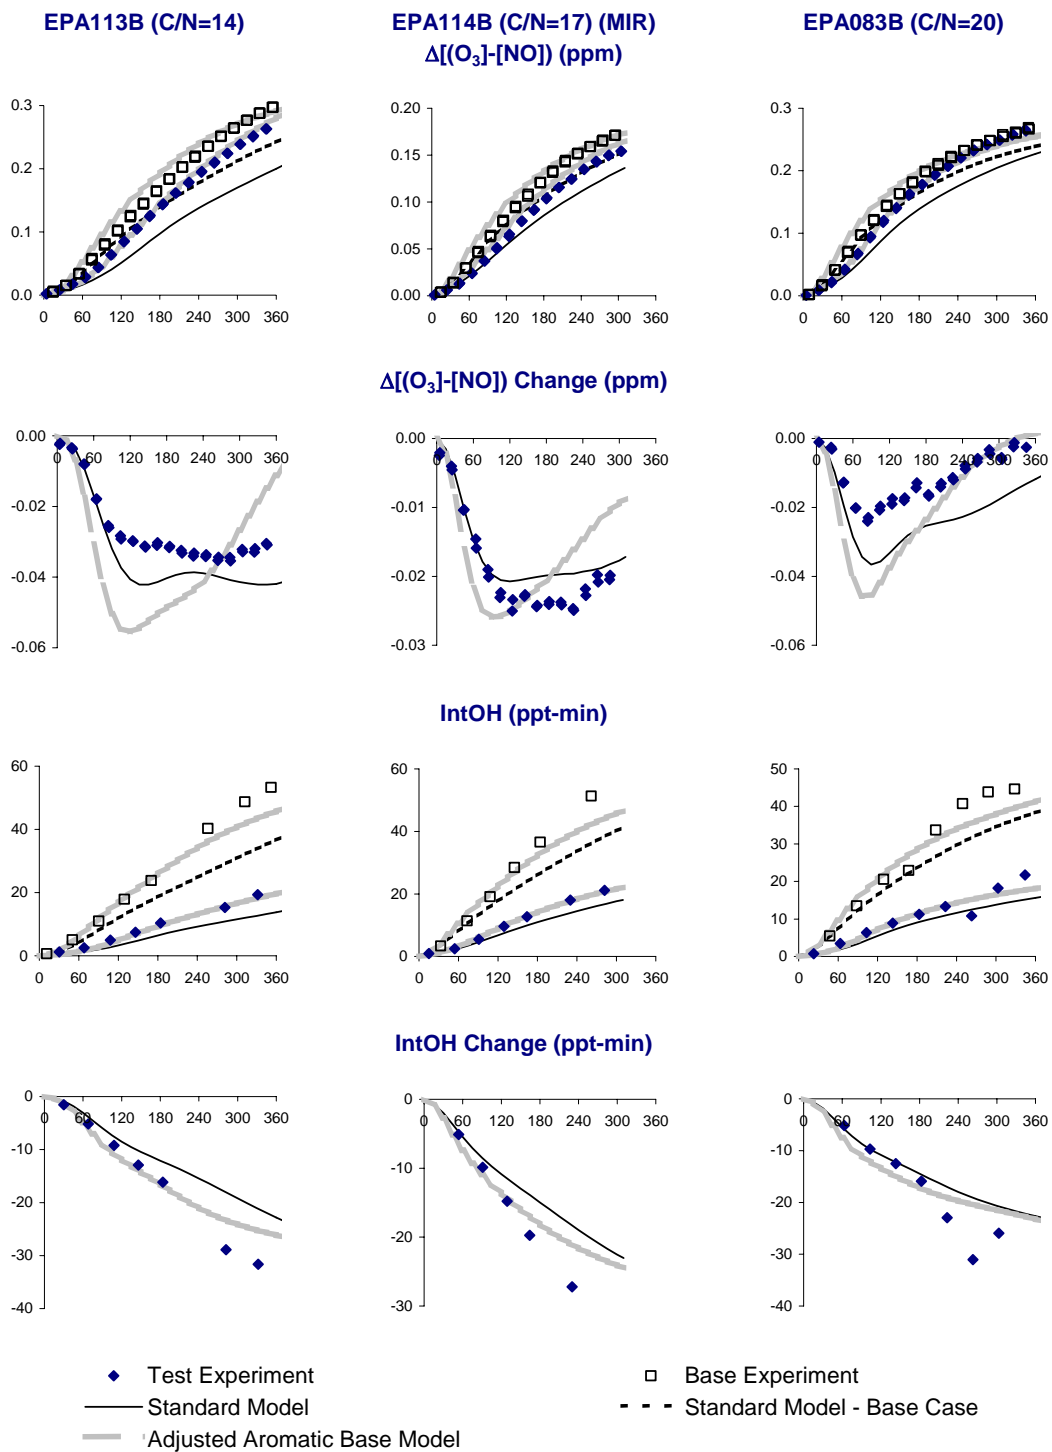 EPA113B (C/N=14) EPA114B (C/N=17) (MIR) EPA083B (C/N=20)
Δ[(O₃]-[NO]) (ppm)
0.3 0.20 0.3
0.2 0.15 0.2
0.10
0.1 0.05 0.1
0.0 0.00 0.0
0 60 120 180 240 300 360 0 60 120 180 240 300 360 0 60 120 180 240 300 360
Δ[(O₃]-[NO]) Change (ppm)
0.00 0.00 0.00
0 60 120 180 240 300 360 0 60 120 180 240 300 360 0 60 120 180 240 300 360
-0.02 -0.01 -0.02
-0.04 -0.02 -0.04
-0.06 -0.03 -0.06
IntOH (ppt-min)
60 60 50
40 40 40
30
20 20 20
10
0 0 0
0 60 120 180 240 300 360 0 60 120 180 240 300 360 0 60 120 180 240 300 360
IntOH Change (ppt-min)
0 0 0
0 60 120 180 240 300 360 0 60 120 180 240 300 360 0 60 120 180 240 300 360
-10 -10 -10
-20 -20 -20
-30 -30 -30
-40 -40
Test Experiment Base Experiment
Standard Model Standard Model - Base Case
Adjusted Aromatic Base Model